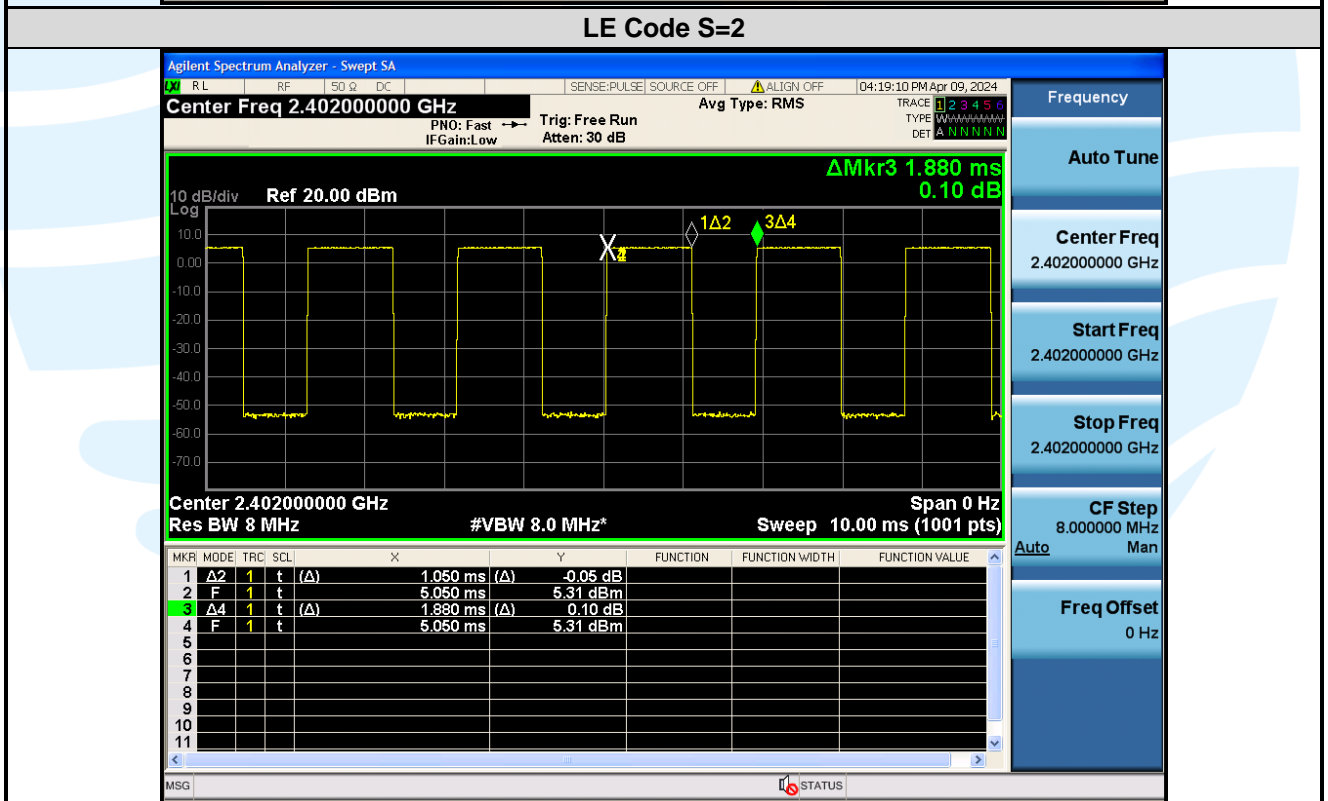 LE Code S=2
Agilent Spectrum Analyzer - Swept SA
LXI RL RF 50 Ω DC SENSE:PULSE SOURCE OFF ALIGN OFF 04:19:10 PM Apr 09, 2024
Center Freq 2.402000000 GHz
PNO: Fast
IFGain:Low
Trig: Free Run
Atten: 30 dB
Avg Type: RMS
TRACE 1 2 3 4 5 6
TYPE
DET A N N N N N
Frequency
Auto Tune
Center Freq
2.402000000 GHz
Start Freq
2.402000000 GHz
Stop Freq
2.402000000 GHz
CF Step
8.000000 MHz
Auto Man
Freq Offset
0 Hz
ΔMkr3 1.880 ms
0.10 dB
10 dB/div Ref 20.00 dBm
Log
10.0
0.00
-10.0
-20.0
-30.0
-40.0
-50.0
-60.0
-70.0
1Δ2 3Δ4
Center 2.402000000 GHz Span 0 Hz
Res BW 8 MHz #VBW 8.0 MHz* Sweep 10.00 ms (1001 pts)
MKR MODE TRC SCL X Y FUNCTION FUNCTION WIDTH FUNCTION VALUE
1 Δ2 1 t (Δ) 1.050 ms (Δ) -0.05 dB
2 F 1 t 5.050 ms 5.31 dBm
3 Δ4 1 t (Δ) 1.880 ms (Δ) 0.10 dB
4 F 1 t 5.050 ms 5.31 dBm
5
6
7
8
9
10
11
MSG STATUS